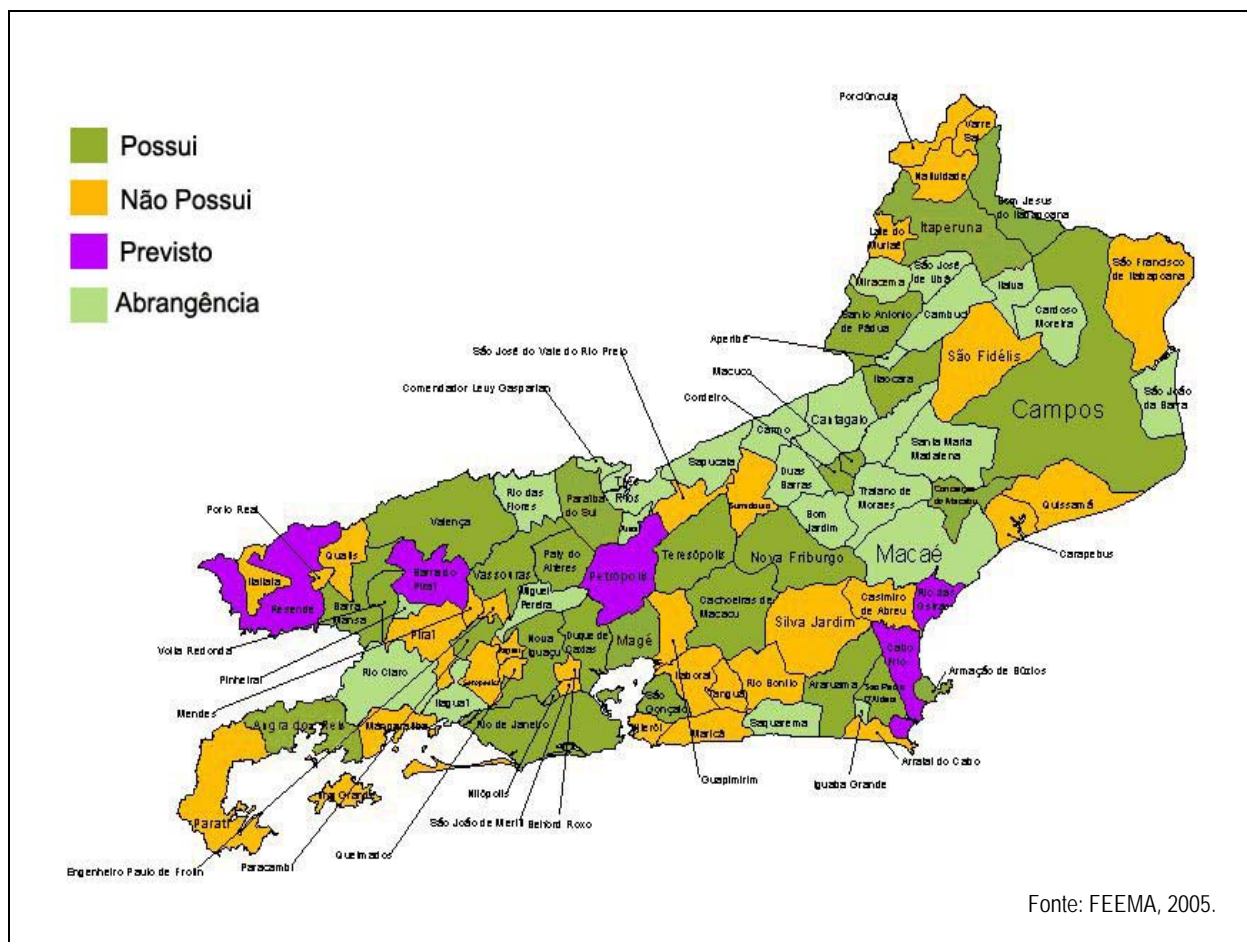 Possui
Não Possui
Previsto
Abrangência
Porciúncula
Varre
Sai
Natividade
Bom Jesus
do Itabapoana
Itaperuna
Laje do
Muriaé
São Francisco
de Itabapoana
São José
de Ubá
Miracema
Italva
Cardoso
Moreira
Santo Antonio
de Pádua
Cambuci
Aperibé
São José do Vale do Rio Preto
São Fidélis
Macuco
Comendador Levy Gasparian
Itaocara
Cordeiro
São João
da Barra
Campos
Cantagalo
Carmo
Santa Maria
Madalena
Sapucaia
Duas
Barras
Três
Rios
Rio das
Flores
Paraíba
do Sul
Trajano de
Moraes
Conceição
de Macabu
Sumidouro
Quissamã
Porto Real
Valença
Bom
Jardim
Areal
Quatis
Macaé
Carapebus
Teresópolis
Nova Friburgo
Paty do
Alferes
Itatiaia
Barra do
Piraí
Vassouras
Petrópolis
Miguel
Pereira
Casimiro
de Abreu
Rio das
Ostras
Resende
Barra
Mansa
Cachoeiras de
Macacu
Silva Jardim
Piraí
Nova
Iguaçu
Duque de
Caxias
Magé
Volta Redonda
Cabo
Frio
Rio Claro
Armação de Búzios
Pinheiral
Itaboraí
Tanguá
Rio Bonito
Araruama
São Pedro
D'Aldeia
Mendes
Itaguaí
São
Gonçalo
Angra dos Reis
Mangaratiba
Rio de Janeiro
Niterói
Maricá
Saquarema
Arraial do Cabo
Guapimirim
Iguaba Grande
Nilópolis
Ilha Grande
São João de Meriti
Belford Roxo
Parati
Queimados
Paracambi
Engenheiro Paulo de Frotin
Fonte: FEEMA, 2005.